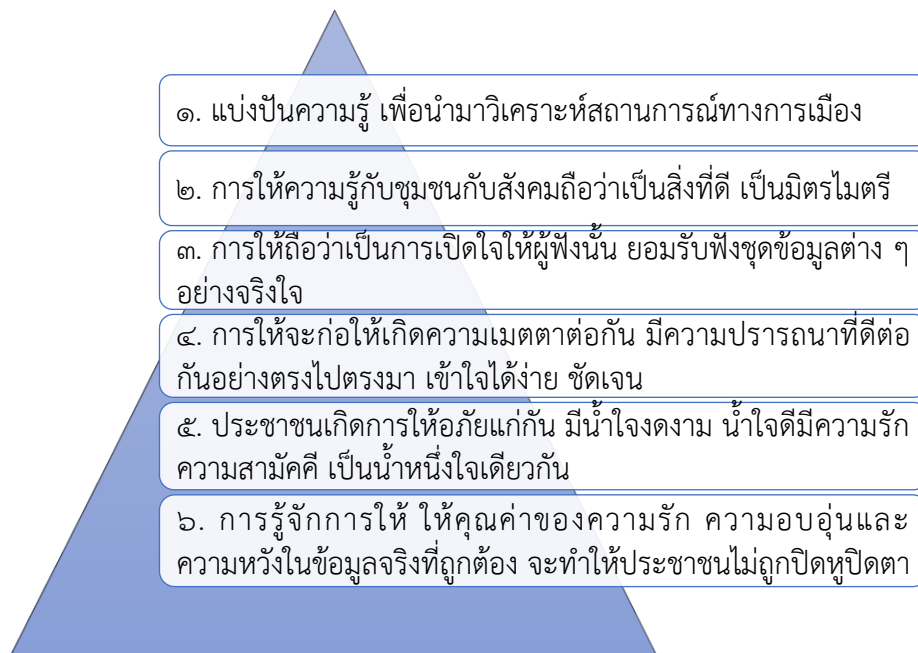 ๑. แบ่งปันความรู้ เพื่อนำมาวิเคราะห์สถานการณ์ทางการเมือง
๒. การให้ความรู้กับชุมชนกับสังคมถือว่าเป็นสิ่งที่ดี เป็นมิตรไมตรี
๓. การให้ถือว่าเป็นการเปิดใจให้ผู้ฟังนั้น ยอมรับฟังชุดข้อมูลต่าง ๆ
อย่างจริงใจ
๔. การให้จะก่อให้เกิดความเมตตาต่อกัน มีความปรารถนาที่ดีต่อ
กันอย่างตรงไปตรงมา เข้าใจได้ง่าย ชัดเจน
๕. ประชาชนเกิดการให้อภัยแก่กัน มีน้ำใจงดงาม น้ำใจดีมีความรัก
ความสามัคคี เป็นน้ำหนึ่งใจเดียวกัน
๖. การรู้จักการให้ ให้คุณค่าของความรัก ความอบอุ่นและ
ความหวังในข้อมูลจริงที่ถูกต้อง จะทำให้ประชาชนไม่ถูกปิดหูปิดตา